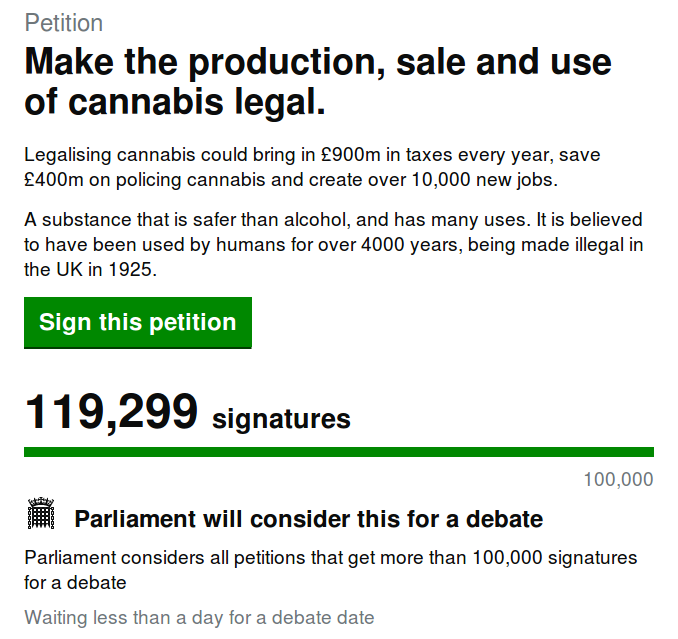 Petition
Make the production, sale and use
of cannabis legal.
Legalising cannabis could bring in £900m in taxes every year, save
£400m on policing cannabis and create over 10,000 new jobs.
A substance that is safer than alcohol, and has many uses. It is believed
to have been used by humans for over 4000 years, being made illegal in
the UK in 1925.
Sign this petition
119,299 signatures
100,000
Parliament will consider this for a debate
Parliament considers all petitions that get more than 100,000 signatures
for a debate
Waiting less than a day for a debate date